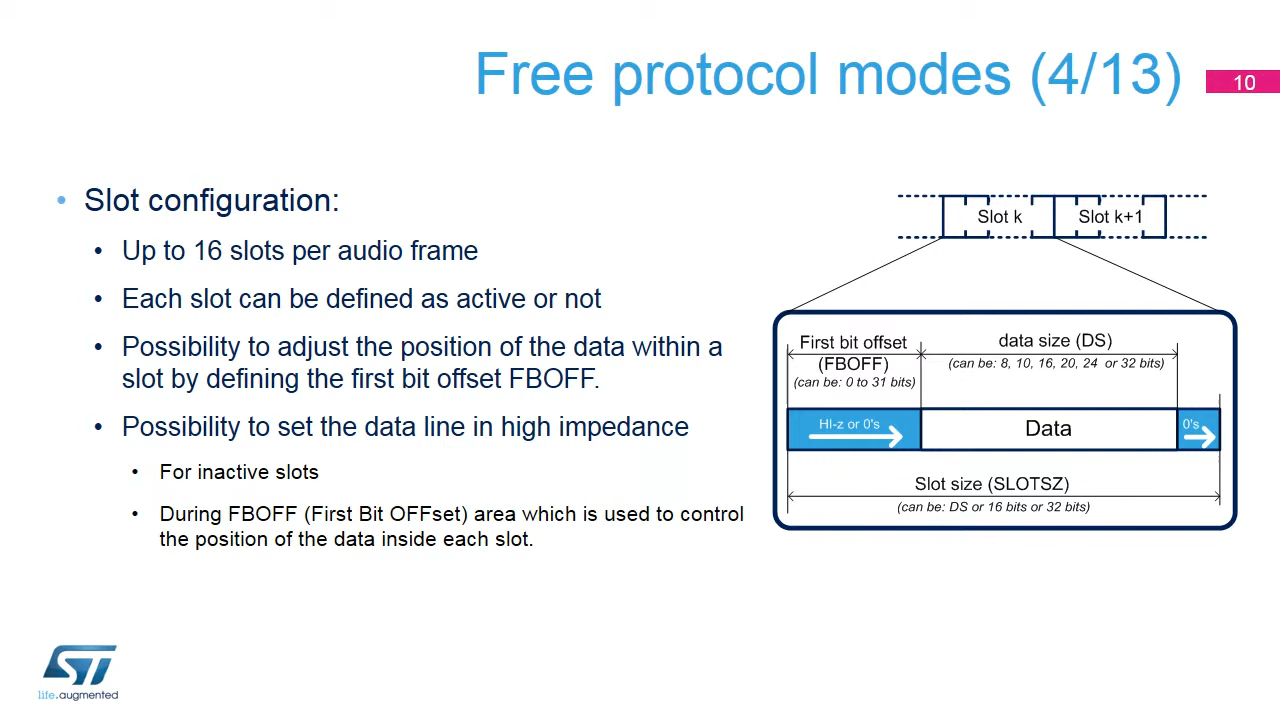 Free protocol modes (4/13)
10
• Slot configuration:
• Up to 16 slots per audio frame
• Each slot can be defined as active or not
• Possibility to adjust the position of the data within a
slot by defining the first bit offset FBOFF.
• Possibility to set the data line in high impedance
• For inactive slots
• During FBOFF (First Bit OFFset) area which is used to control
the position of the data inside each slot.
Slot k
Slot k+1
First bit offset
(FBOFF)
(can be: 0 to 31 bits)
data size (DS)
(can be: 8, 10, 16, 20, 24 or 32 bits)
HI-z or 0's
Data
0's
Slot size (SLOTSZ)
(can be: DS or 16 bits or 32 bits)
ST
life.augmented